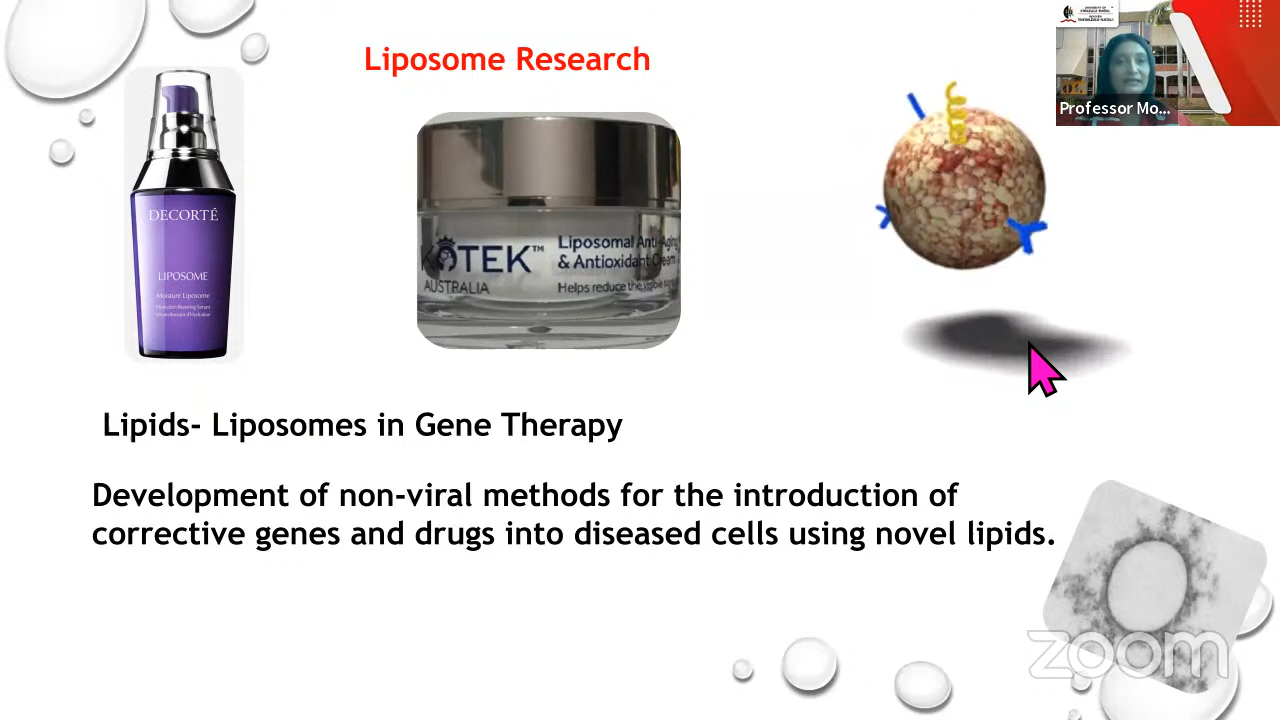 Liposome Research
DECORTÉ
LIPOSOME
Moisture Liposome
KOTEK™
AUSTRALIA
Liposomal Anti-Aging
& Antioxidant Cream
Helps reduce the visible
Professor Mo...
Lipids- Liposomes in Gene Therapy
Development of non-viral methods for the introduction of
corrective genes and drugs into diseased cells using novel lipids.
zoom